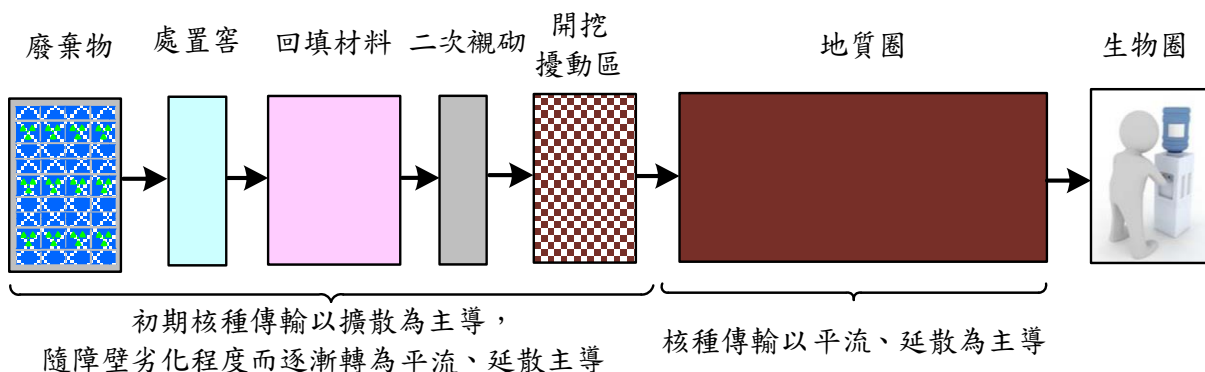 廢棄物
處置窖
回填材料
二次襯砌
開挖
擾動區
地質圈
生物圈
初期核種傳輸以擴散為主導，
隨障壁劣化程度而逐漸轉為平流、延散主導
核種傳輸以平流、延散為主導